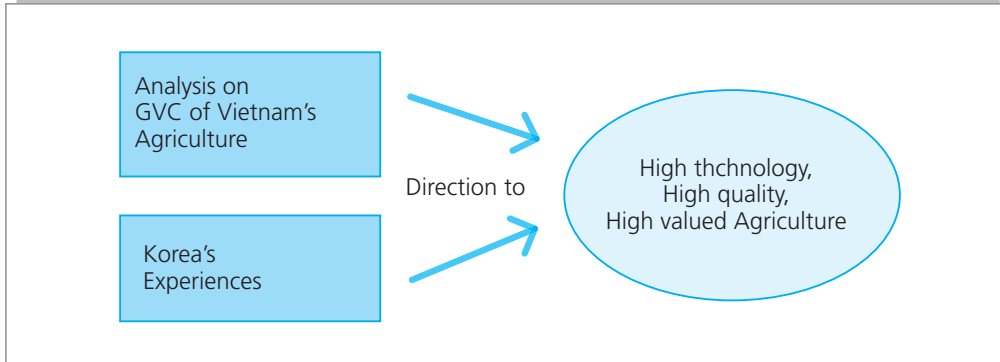 Analysis on
GVC of Vietnam's
Agriculture
Korea's
Experiences
Direction to
High thchnology,
High quality,
High valued Agriculture